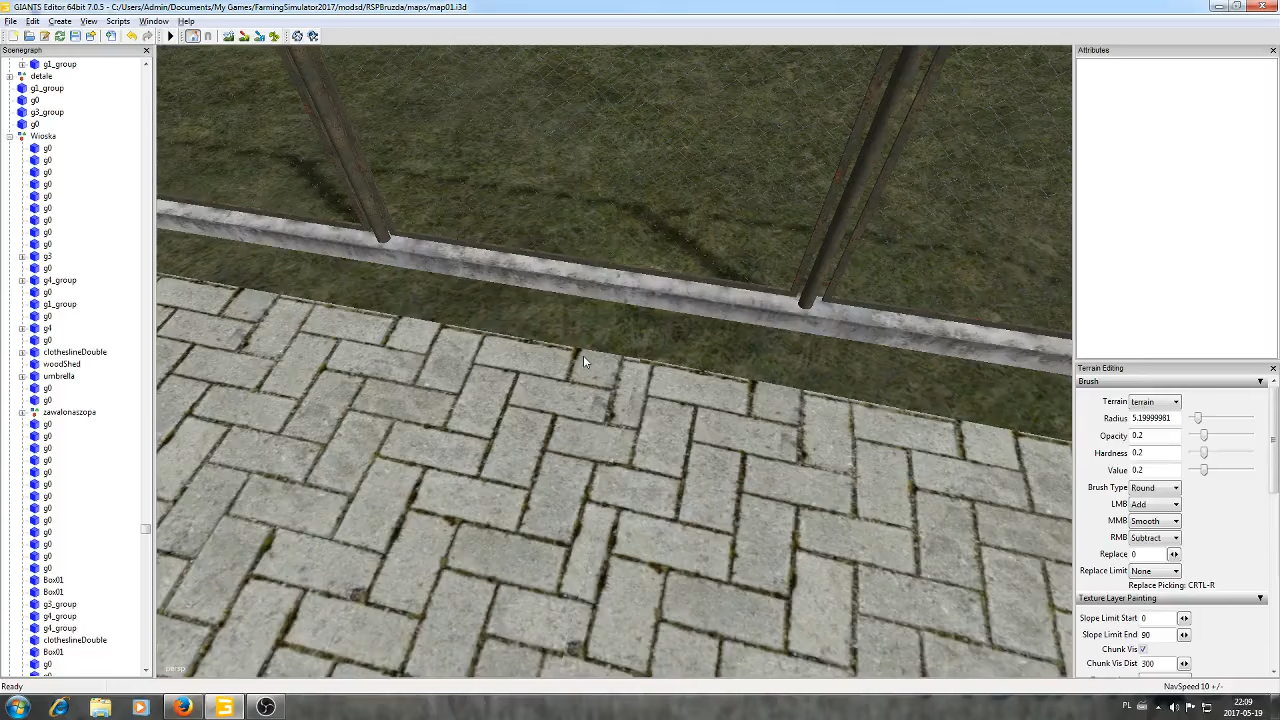 GIANTS Editor 64bit 7.0.5 - C:/Users/Admin/Documents/My Games/FarmingSimulator2017/modsd/RSPBruzda/maps/map01.i3d
File Edit Create View Scripts Window Help
Scenegraph
g1_group
detale
g1_group
g0
g3_group
g0
Wioska
g0
g0
g0
g0
g0
g0
g0
g0
g0
g3
g0
g4_group
g0
g1_group
g0
g4
g0
clotheslineDouble
woodShed
umbrella
g0
g0
zawalonaszopa
g0
g0
g0
g0
g0
g0
g0
g0
g0
g0
g0
g0
g0
Box01
Box01
g3_group
g4_group
g4_group
clotheslineDouble
Box01
g0
persp
Attributes
Terrain Editing
Brush
Terrain terrain
Radius 5.19999981
Opacity 0.2
Hardness 0.2
Value 0.2
Brush Type Round
LMB Add
MMB Smooth
RMB Subtract
Replace 0
Replace Limit None
Replace Picking: CRTL-R
Texture Layer Painting
Slope Limit Start 0
Slope Limit End 90
Chunk Vis
Chunk Vis Dist 300
Ready
NavSpeed 10 +/-
PL
22:09
2017-05-19